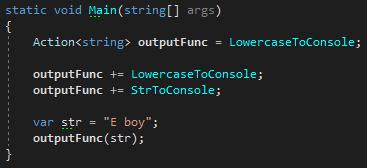 static void Main(string[] args)
{
Action<string> outputFunc = LowercaseToConsole;
outputFunc += LowercaseToConsole;
outputFunc += StrToConsole;
var str = "E boy";
outputFunc(str);
}